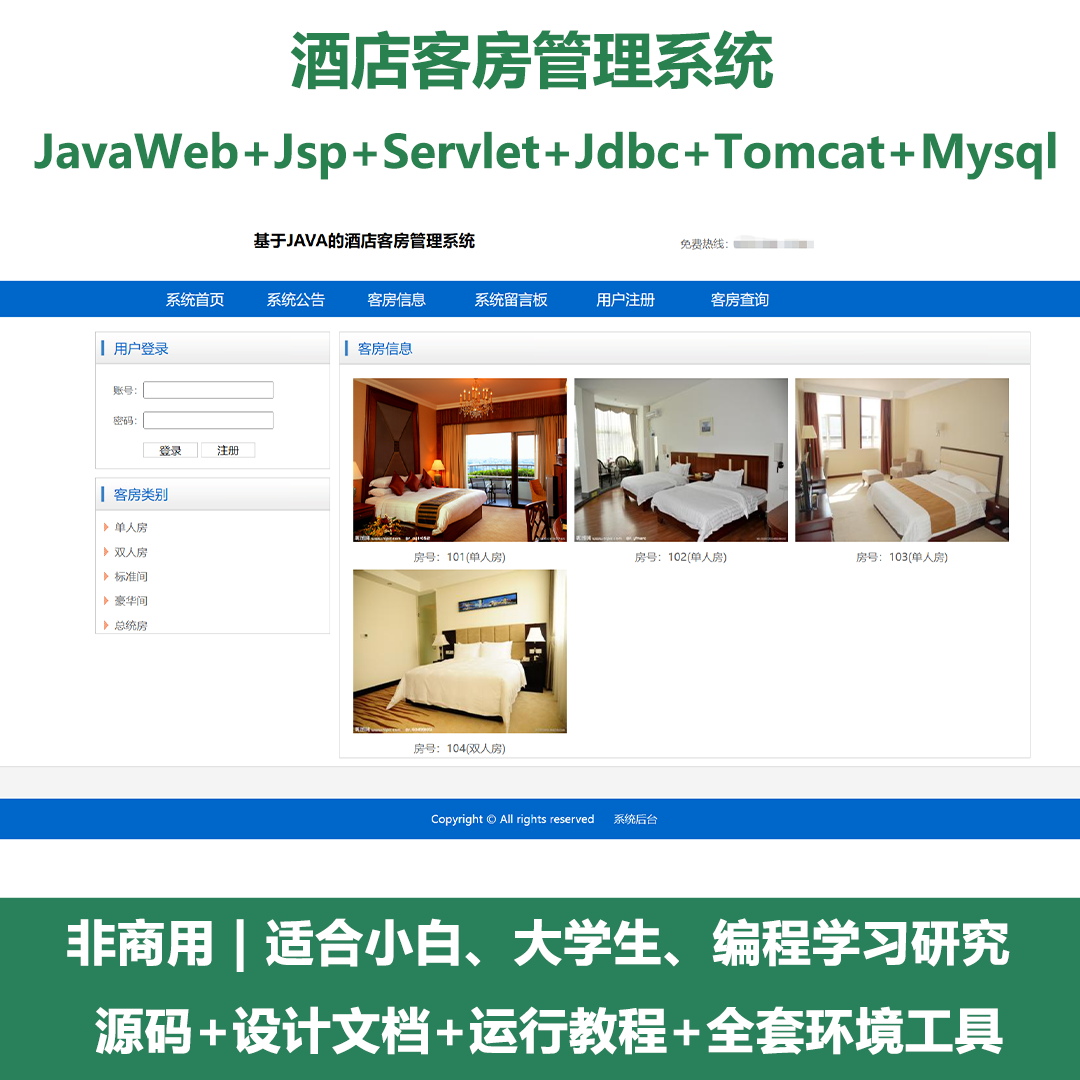 酒店客房管理系统
JavaWeb+Jsp+Servlet+Jdbc+Tomcat+Mysql
基于JAVA的酒店客房管理系统
免费热线：
系统首页 系统公告 客房信息 系统留言板 用户注册 客房查询
用户登录
账号：
密码：
登录 注册
客房类别
单人房
双人房
标准间
豪华间
总统房
客房信息
房号：101(单人房) 房号：102(单人房) 房号：103(单人房)
房号：104(双人房)
Copyright © All rights reserved 系统后台
非商用 | 适合小白、大学生、编程学习研究
源码+设计文档+运行教程+全套环境工具